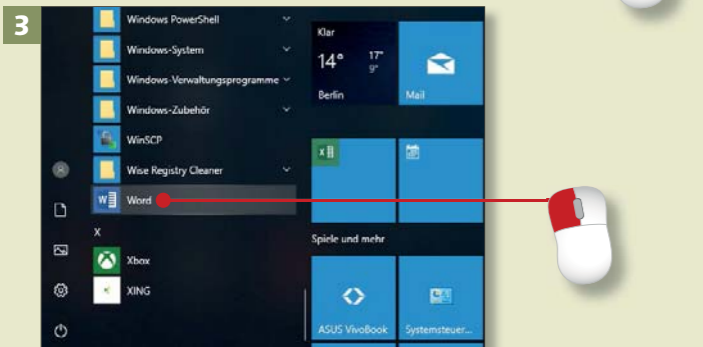 3
Windows PowerShell
Windows-System
Windows-Verwaltungsprogramme
Windows-Zubehör
WinSCP
Wise Registry Cleaner
Word
X
Xbox
XING
Klar
14°
17°
9°
Berlin
Mail
Spiele und mehr
ASUS VivoBook
Systemsteuer...